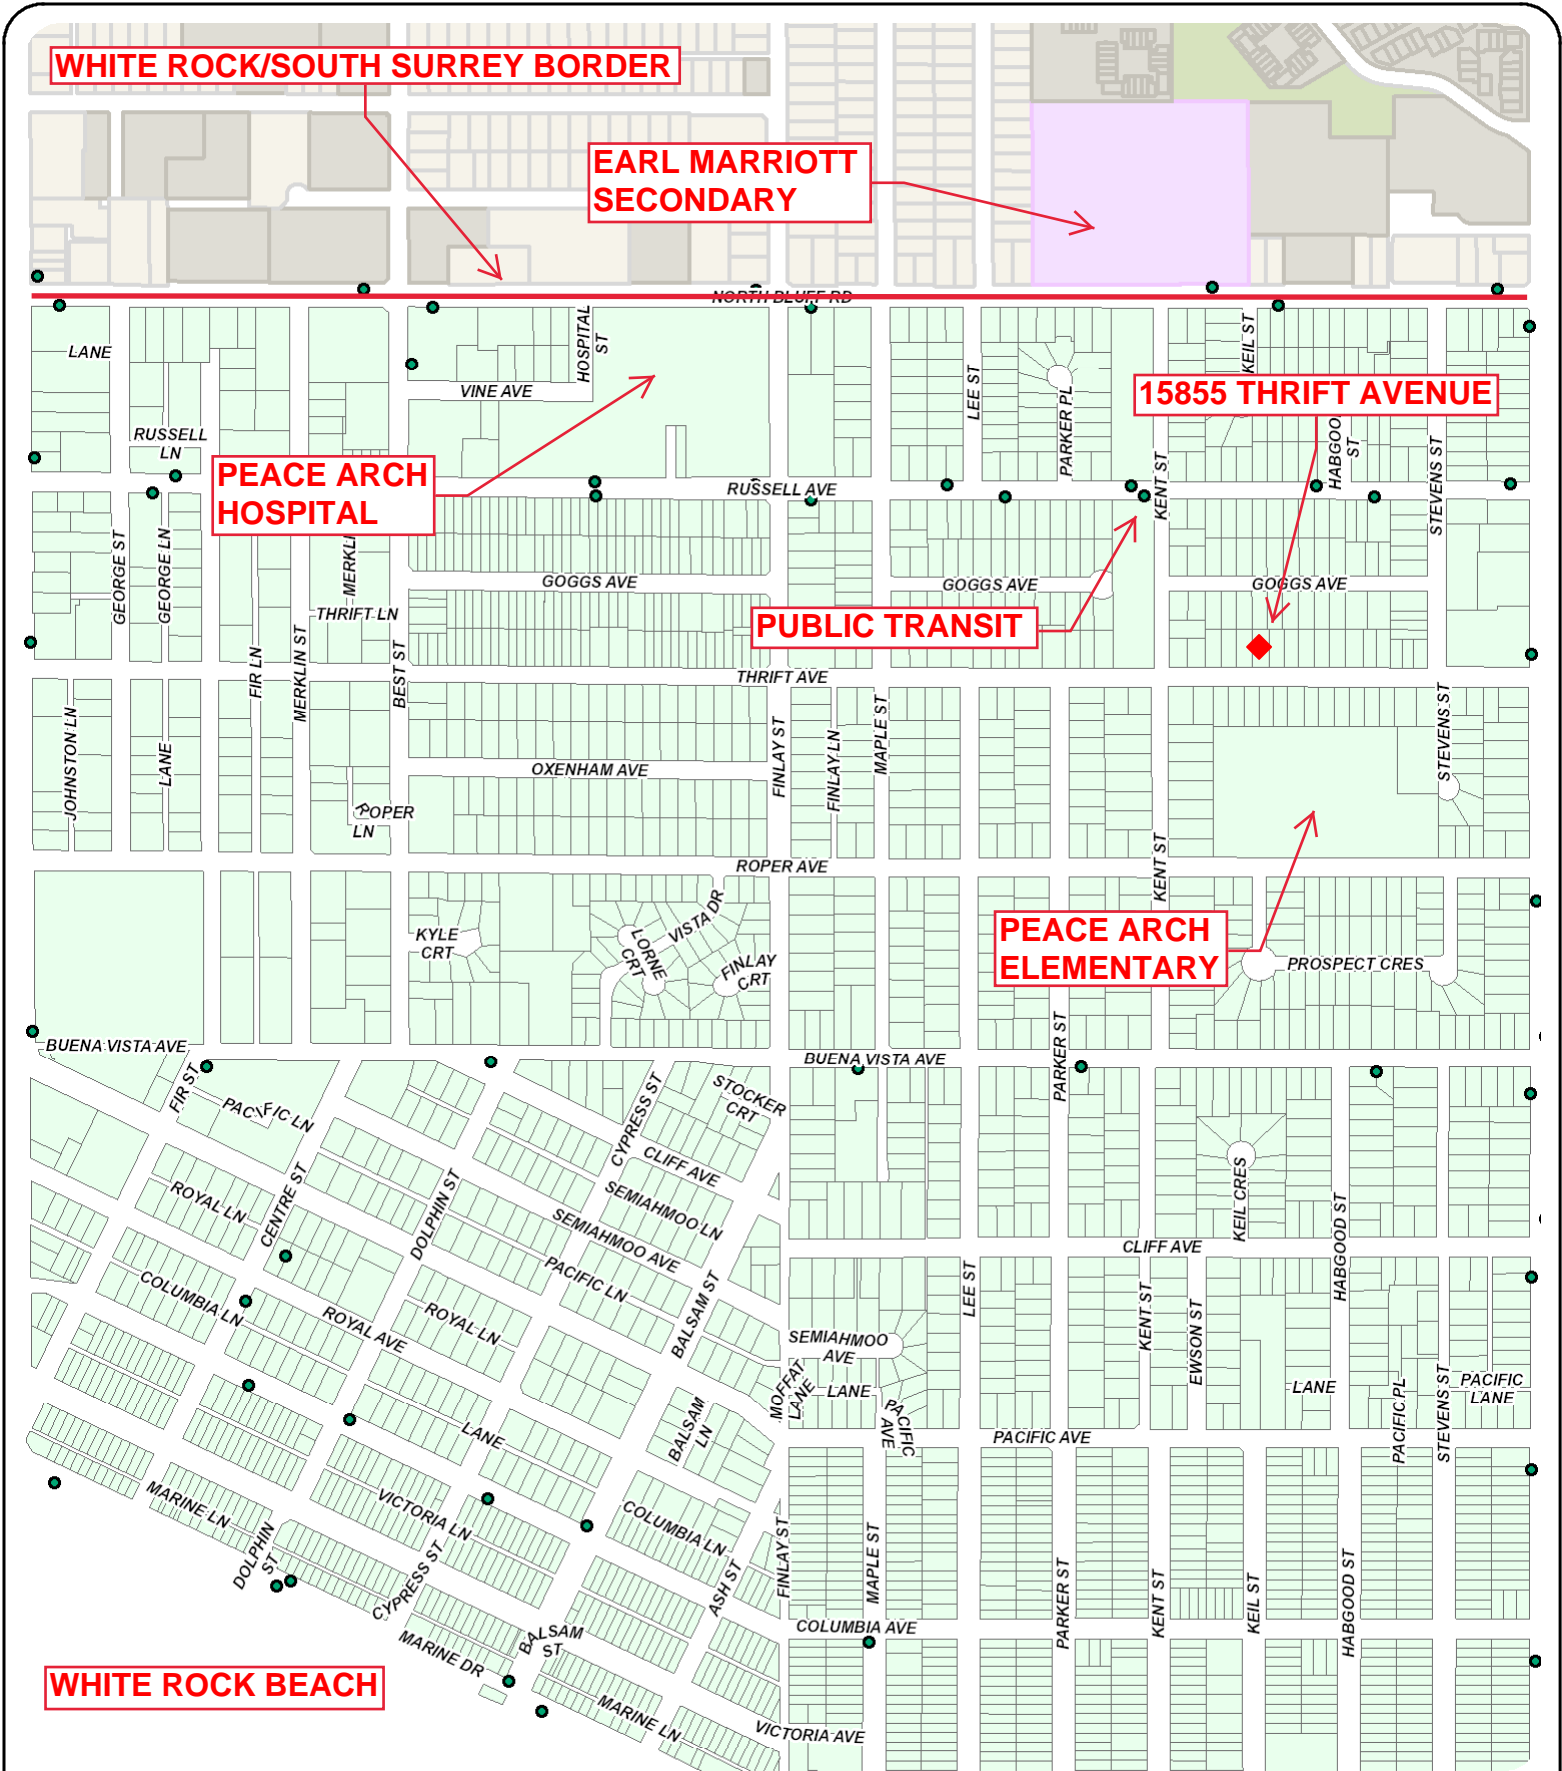 WHITE ROCK/SOUTH SURREY BORDER
EARL MARRIOTT
SECONDARY
NORTH BLUFF RD
LANE
HOSPITAL
ST
KEIL ST
VINE AVE
LEE ST
PARKER PL
15855 THRIFT AVENUE
HABGOOD
ST
STEVENS ST
RUSSELL
LN
PEACE ARCH
HOSPITAL
RUSSELL AVE
KENT ST
GEORGE ST
GEORGE LN
MERKLI
GOGGS AVE
GOGGS AVE
GOGGS AVE
THRIFT LN
PUBLIC TRANSIT
FIR LN
MERKLIN ST
BEST ST
THRIFT AVE
JOHNSTON LN
LANE
FINLAY ST
FINLAY LN
MAPLE ST
STEVENS ST
OXENHAM AVE
ROPER
LN
ROPER AVE
KENT ST
KYLE
CRT
LORNE
CRT
VISTA DR
FINLAY
CRT
PEACE ARCH
ELEMENTARY
PROSPECT CRES
BUENA VISTA AVE
BUENA VISTA AVE
PARKER ST
FIR ST
PACIFIC LN
STOCKER
CRT
CYPRESS ST
CLIFF AVE
ROYAL LN
CENTRE ST
DOLPHIN ST
SEMIAHMOO LN
SEMIAHMOO AVE
PACIFIC LN
KEIL CRES
HABGOOD ST
CLIFF AVE
COLUMBIA LN
ROYAL AVE
ROYAL LN
BALSAM ST
LEE ST
SEMIAHMOO
AVE
KENT ST
EWSON ST
MOFFAT
LANE
LANE
PACIFIC
AVE
LANE
PACIFIC PL
STEVENS ST
PACIFIC
LANE
LANE
BALSAM
LN
PACIFIC AVE
MARINE LN
VICTORIA LN
COLUMBIA LN
DOLPHIN
ST
CYPRESS ST
ASH ST
FINLAY ST
MAPLE ST
PARKER ST
KENT ST
KEIL ST
HABGOOD ST
COLUMBIA AVE
BALSAM
ST
MARINE DR
WHITE ROCK BEACH
MARINE LN
VICTORIA AVE